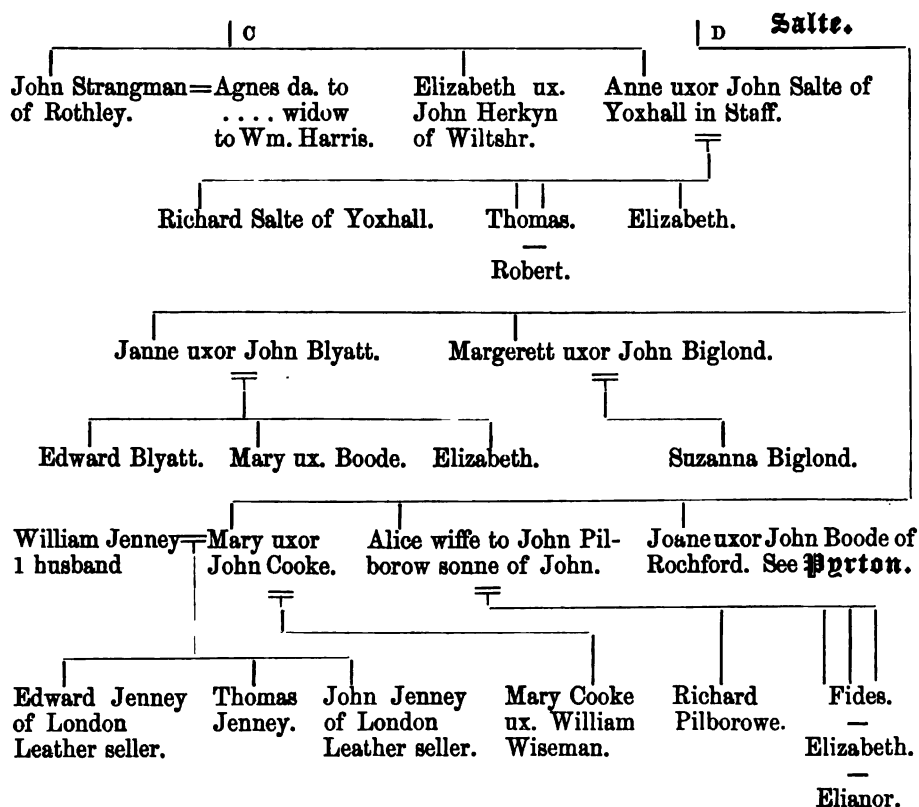 C
D Salte.
John Strangman=Agnes da. to Elizabeth ux. Anne uxor John Salte of
of Rothley. . . . . widow John Herkyn Yoxhall in Staff.
to Wm. Harris. of Wiltshr.
Richard Salte of Yoxhall. Thomas. Elizabeth.
—
Robert.
Janne uxor John Blyatt. Margerett uxor John Biglond.
Edward Blyatt. Mary ux. Boode. Elizabeth. Suzanna Biglond.
William Jenney=Mary uxor Alice wiffe to John Pil- Joane uxor John Boode of
1 husband John Cooke. borow sonne of John. Rochford. See Pyrton.
Edward Jenney Thomas John Jenney Mary Cooke Richard Fides.
of London Jenney. of London ux. William Pilborowe. —
Leather seller. Leather seller. Wiseman. Elizabeth.
—
Elianor.